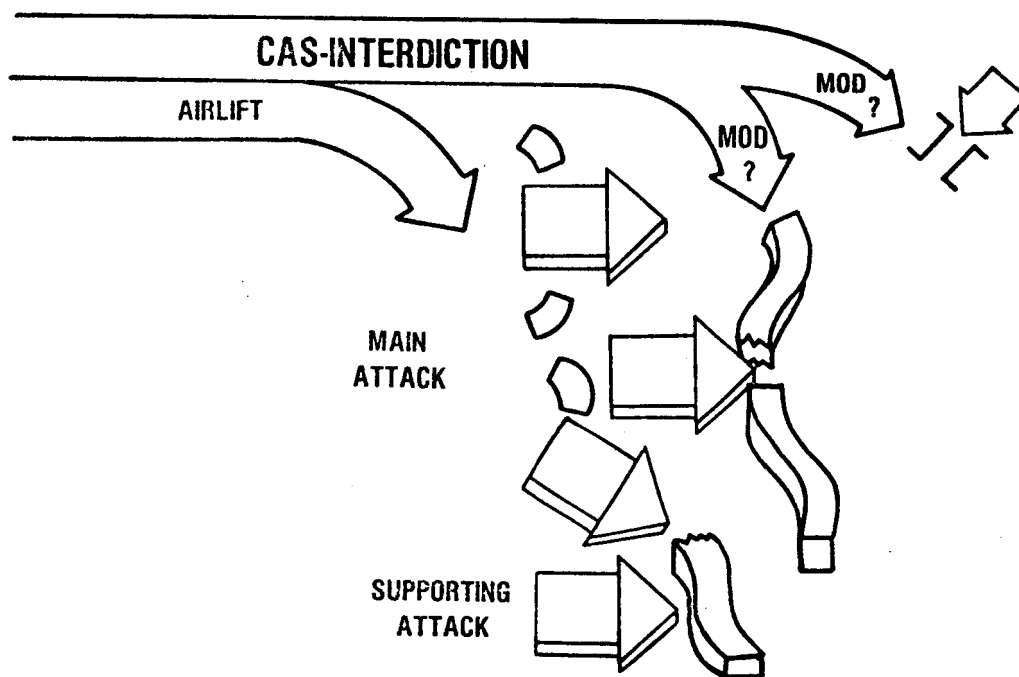 CAS-INTERDICTION
AIRLIFT
MOD
?
MOD
?
MAIN
ATTACK
SUPPORTING
ATTACK